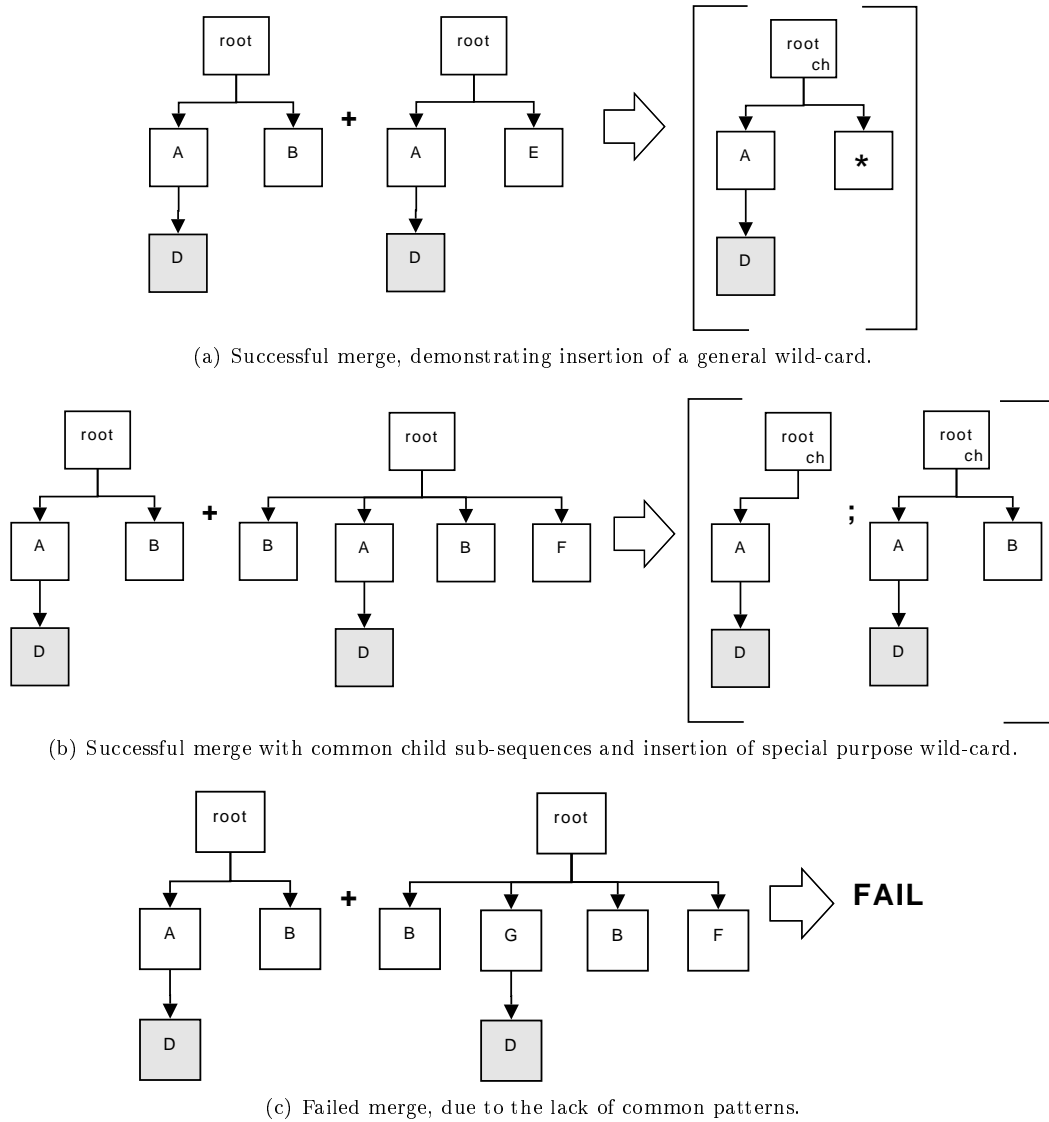 root root root
ch
A B + A E A *
D D D
(a) Successful merge, demonstrating insertion of a general wild-card.
root root root root
ch ch
A B + B A B F A ; A B
D D D D
(b) Successful merge with common child sub-sequences and insertion of special purpose wild-card.
root root
A B + B G B F FAIL
D D
(c) Failed merge, due to the lack of common patterns.